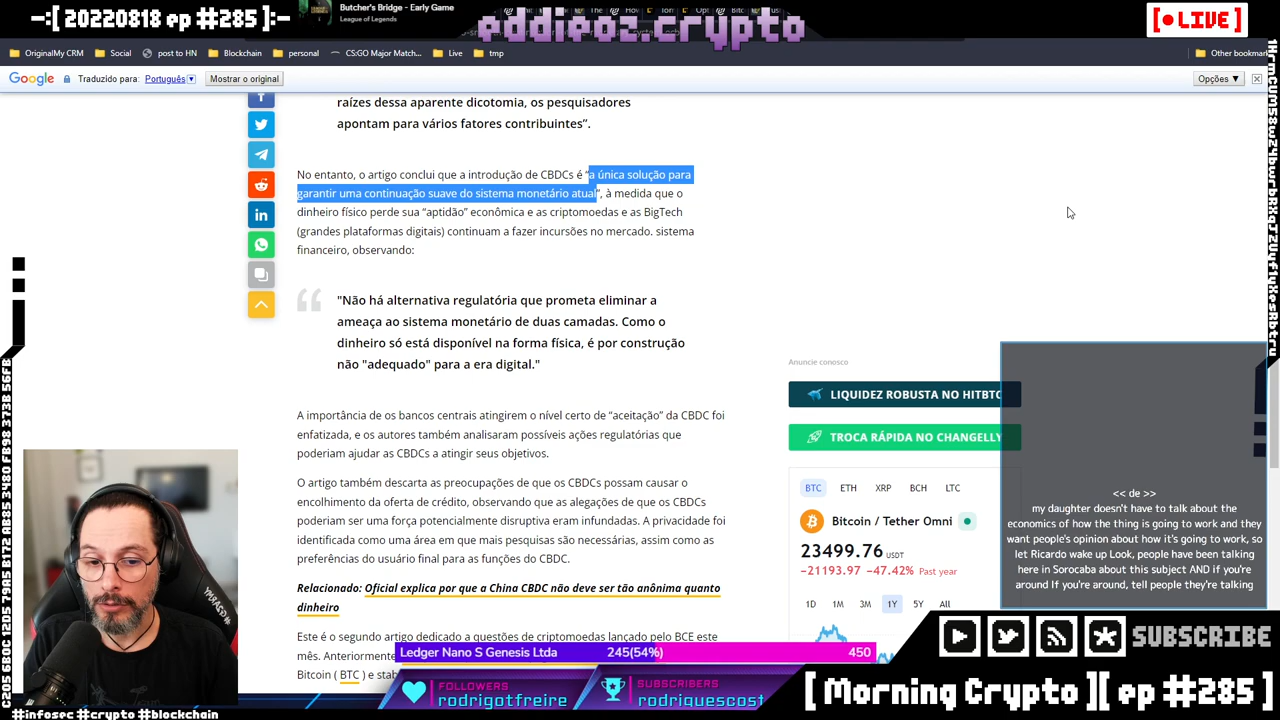 -:[ 20220818 ep #285 ]:-
Butcher's Bridge - Early Game
League of Legends
eddieoz.crypto
[●LIVE]
OriginalMy CRM
Social
post to HN
Blockchain
personal
CS:GO Major Match...
Live
tmp
Other bookmar
Google
Traduzido para: Português
Mostrar o original
Opções ▼
raízes dessa aparente dicotomia, os pesquisadores
apontam para vários fatores contribuintes".
No entanto, o artigo conclui que a introdução de CBDCs é "a única solução para
garantir uma continuação suave do sistema monetário atual", à medida que o
dinheiro físico perde sua "aptidão" econômica e as criptomoedas e as BigTech
(grandes plataformas digitais) continuam a fazer incursões no mercado. sistema
financeiro, observando:
"Não há alternativa regulatória que prometa eliminar a
ameaça ao sistema monetário de duas camadas. Como o
dinheiro só está disponível na forma física, é por construção
não "adequado" para a era digital."
A importância de os bancos centrais atingirem o nível certo de "aceitação" da CBDC foi
enfatizada, e os autores também analisaram possíveis ações regulatórias que
poderiam ajudar as CBDCs a atingir seus objetivos.
O artigo também descarta as preocupações de que os CBDCs possam causar o
encolhimento da oferta de crédito, observando que as alegações de que os CBDCs
poderiam ser uma força potencialmente disruptiva eram infundadas. A privacidade foi
identificada como uma área em que mais pesquisas são necessárias, assim como as
preferências do usuário final para as funções do CBDC.
Relacionado: Oficial explica por que a China CBDC não deve ser tão anônima quanto
dinheiro
Este é o segundo artigo dedicado a questões de criptomoedas lançado pelo BCE este
mês. Anteriormente
Bitcoin ( BTC ) e stab
Anuncie conosco
LIQUIDEZ ROBUSTA NO HITBTC
TROCA RÁPIDA NO CHANGELLY
BTC ETH XRP BCH LTC
Bitcoin / Tether Omni
23499.76 USDT
-21193.97 -47.42% Past year
1D 1M 3M 1Y 5Y All
<< de >>
my daughter doesn't have to talk about the
economics of how the thing is going to work and they
want people's opinion about how it's going to work, so
let Ricardo wake up Look, people have been talking
here in Sorocaba about this subject AND if you're
around If you're around, tell people they're talking
Ledger Nano S Genesis Ltda 245(54%) 450
FOLLOWERS
rodrigotfreire
SUBSCRIBERS
rodriguescost
SUBSCRIBE
[Morning Crypto][ep #285]
#infosec #crypto #blockchain